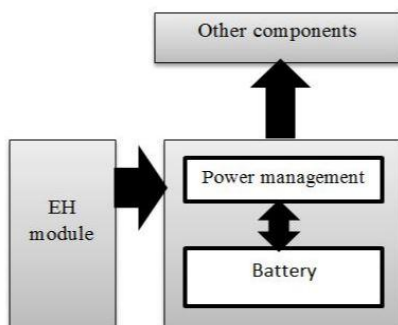 Other components
Power management
EH
module
Battery